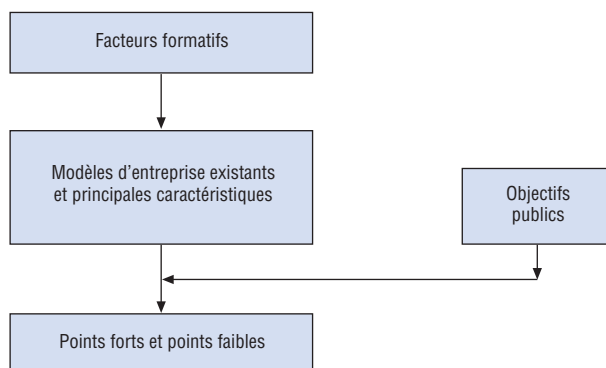 Facteurs formatifs
Modèles d'entreprise existants
et principales caractéristiques
Objectifs
publics
Points forts et points faibles